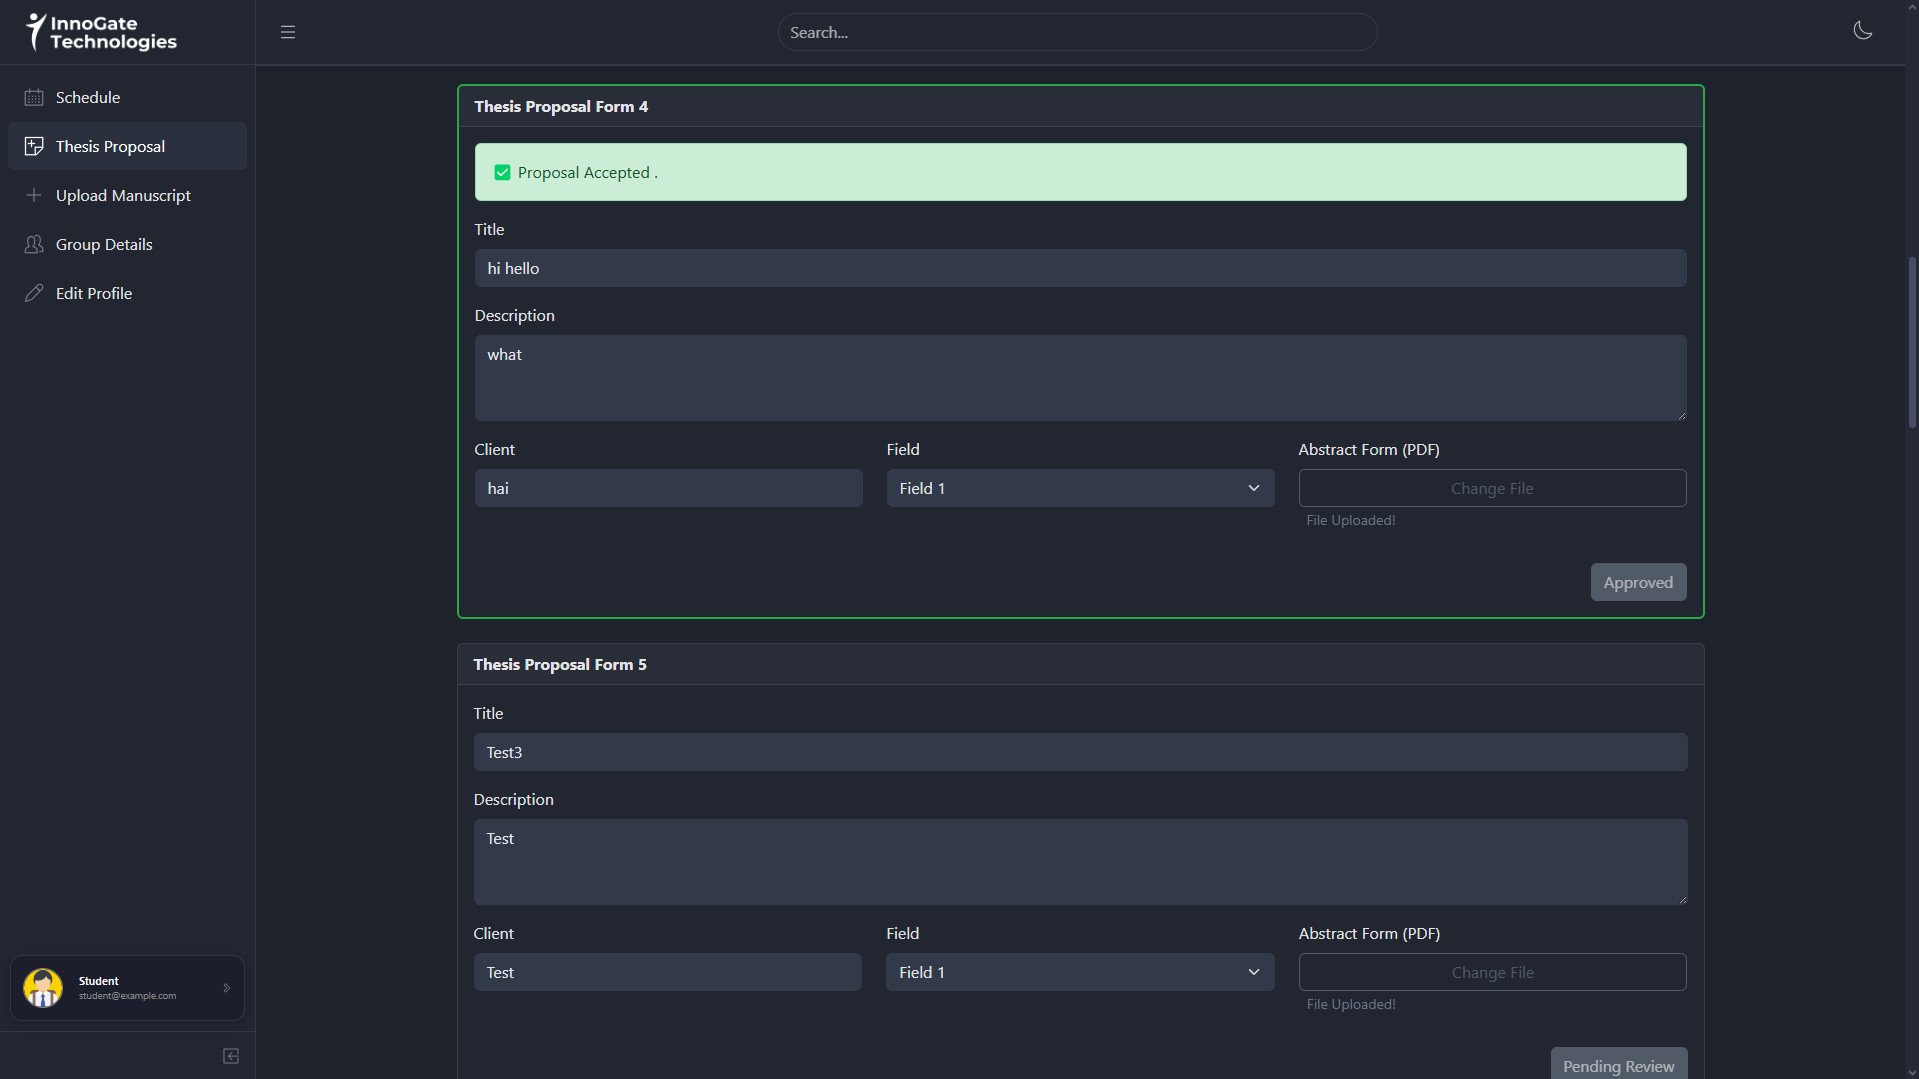 InnoGate
Technologies
Search...
Schedule
Thesis Proposal
Upload Manuscript
Group Details
Edit Profile
Thesis Proposal Form 4
Proposal Accepted .
Title
hi hello
Description
what
Client
Field
Abstract Form (PDF)
hai
Field 1
Change File
File Uploaded!
Approved
Thesis Proposal Form 5
Title
Test3
Description
Test
Client
Field
Abstract Form (PDF)
Test
Field 1
Change File
File Uploaded!
Pending Review
Student
student@example.com